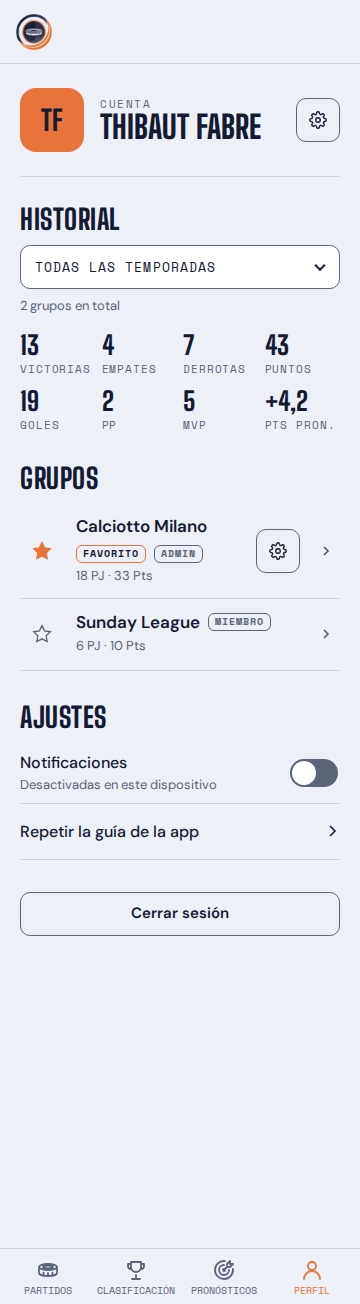 TF
CUENTA
THIBAUT FABRE
HISTORIAL
TODAS LAS TEMPORADAS
2 grupos en total
13 4 7 43
VICTORIAS EMPATES DERROTAS PUNTOS
19 2 5 +4,2
GOLES PP MVP PTS PRON.
GRUPOS
Calciotto Milano
FAVORITO ADMIN
18 PJ · 33 Pts
Sunday League MIEMBRO
6 PJ · 10 Pts
AJUSTES
Notificaciones
Desactivadas en este dispositivo
Repetir la guía de la app
Cerrar sesión
PARTIDOS CLASIFICACIÓN PRONÓSTICOS PERFIL